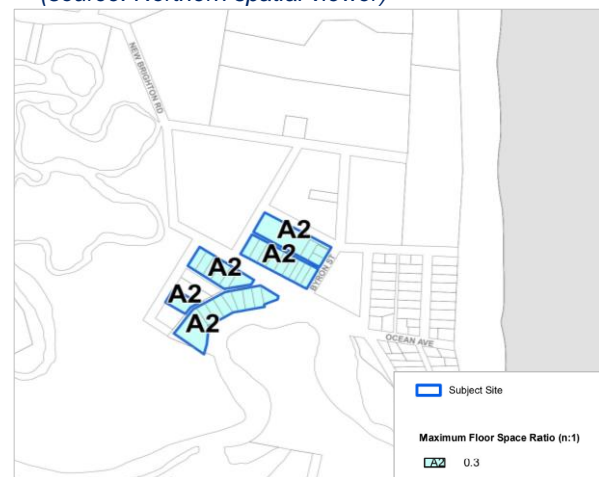 (Source: Northern spatial viewer)
NEW BRIGHTON RD
A2
A2
A2
A2
A2
BYRON ST
OCEAN AVE
Subject Site
Maximum Floor Space Ratio (n:1)
A2 0.3